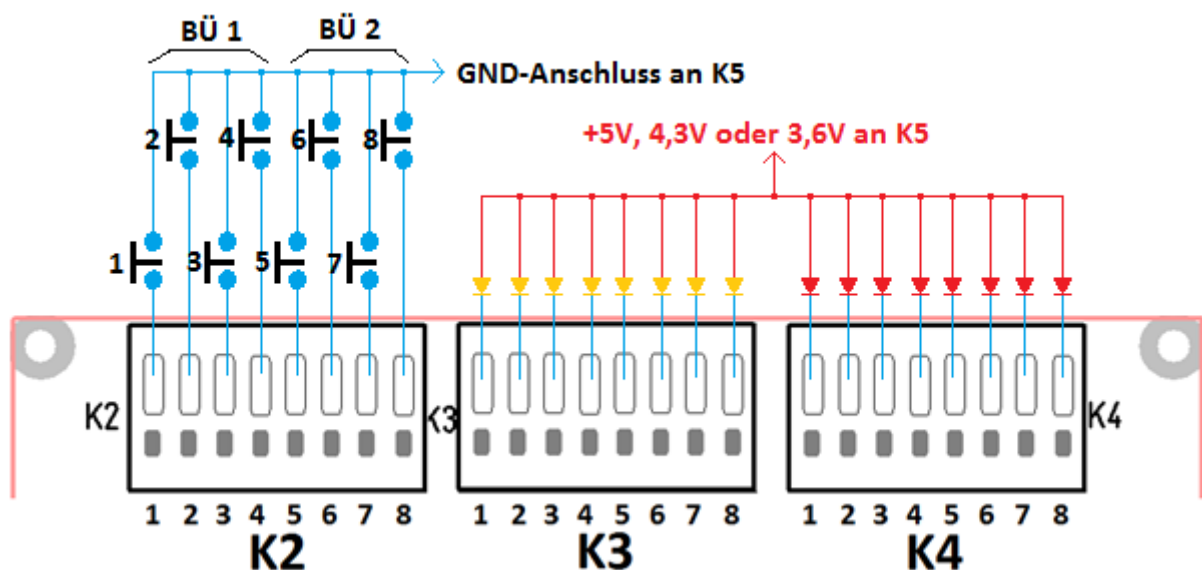 BÜ 1 BÜ 2
GND-Anschluss an K5
2 4 6 8
+5V, 4,3V oder 3,6V an K5
1 3 5 7
K2 K3 K4
1 2 3 4 5 6 7 8 1 2 3 4 5 6 7 8 1 2 3 4 5 6 7 8
K2 K3 K4